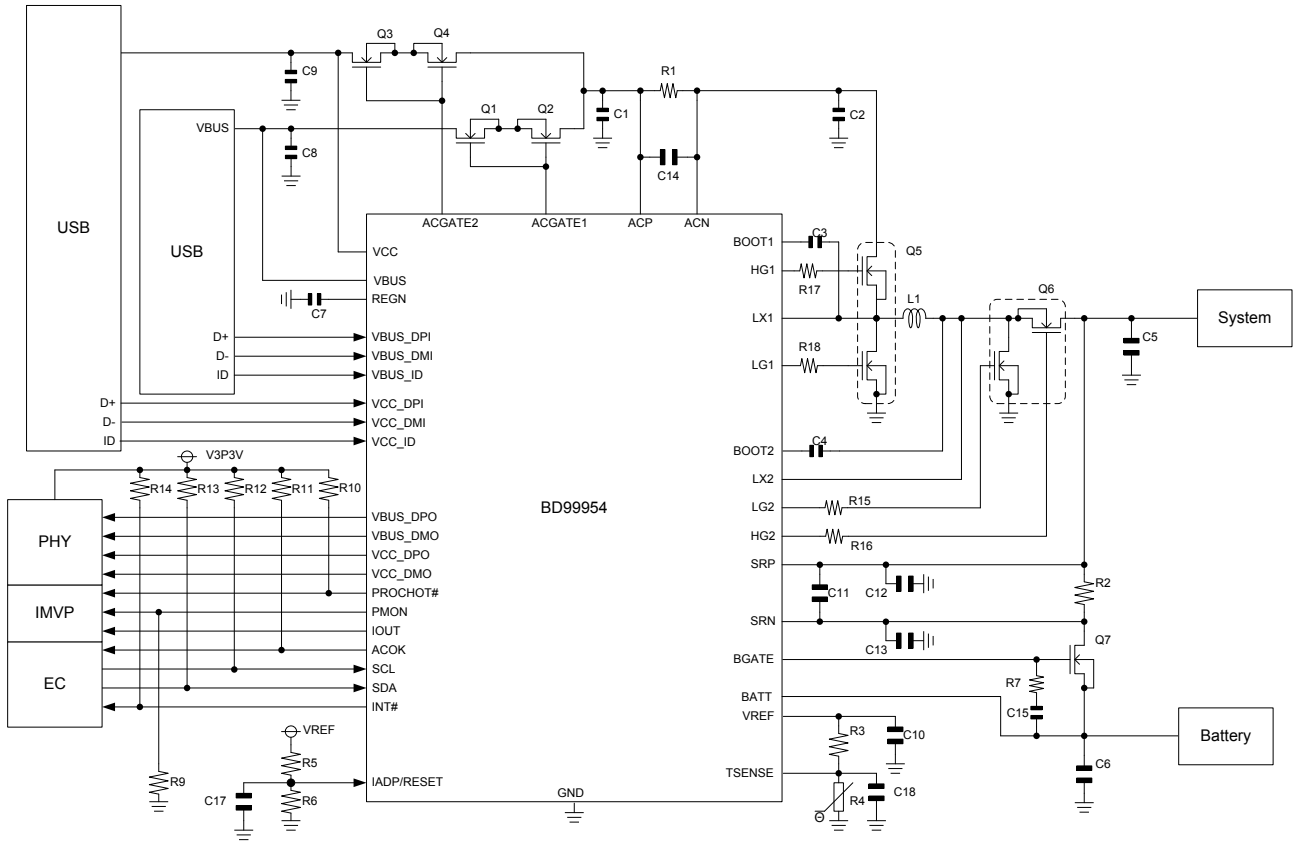 Q3
Q4
C9
R1
C1
C2
Q1
Q2
VBUS
C8
C14
USB
USB
ACGATE2
ACGATE1
ACP
ACN
VCC
BOOT1
C3
Q5
VBUS
HG1
R17
REGN
C7
L1
Q6
LX1
System
D+
VBUS_DPI
D-
VBUS_DMI
R18
C5
ID
VBUS_ID
LG1
D+
VCC_DPI
D-
VCC_DMI
ID
VCC_ID
BOOT2
C4
V3P3V
LX2
R14
R13
R12
R11
R10
LG2
R15
BD99954
VBUS_DPO
HG2
R16
PHY
VBUS_DMO
VCC_DPO
SRP
VCC_DMO
C11
C12
R2
PROCHOT#
IMVP
PMON
SRN
IOUT
C13
Q7
ACOK
BGATE
EC
SCL
R7
SDA
BATT
INT#
C15
VREF
VREF
R3
C10
Battery
R5
C6
R9
IADP/RESET
TSENSE
C17
R6
GND
R4
C18
Θ